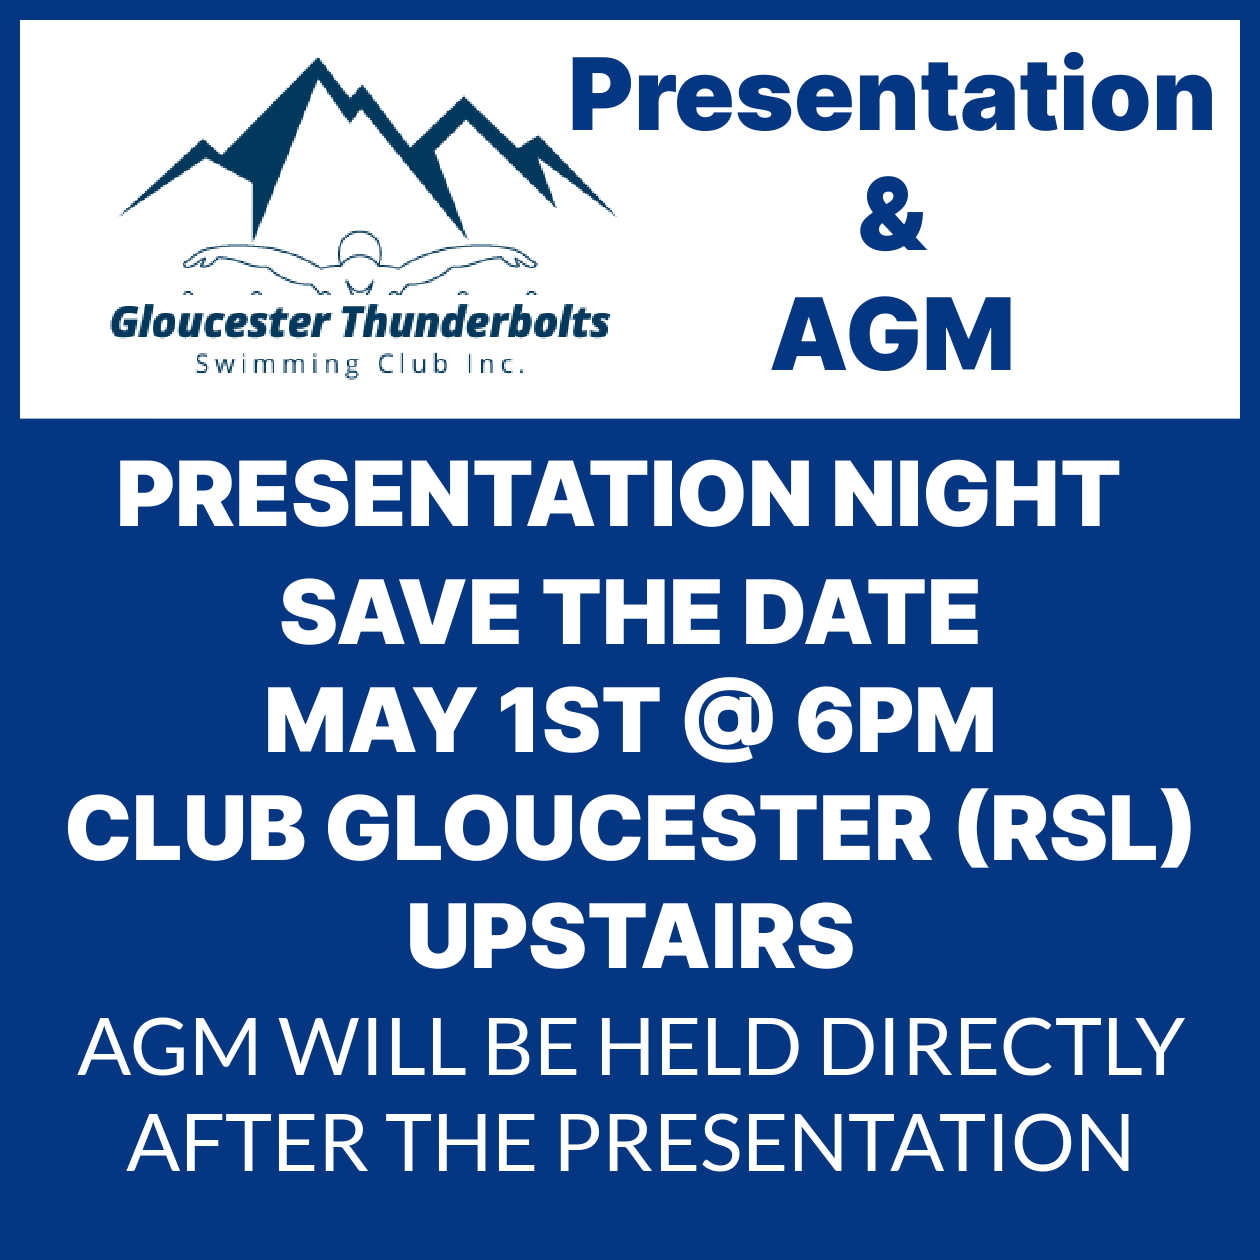 Presentation
&
AGM
Gloucester Thunderbolts
Swimming Club Inc.
PRESENTATION NIGHT
SAVE THE DATE
MAY 1ST @ 6PM
CLUB GLOUCESTER (RSL)
UPSTAIRS
AGM WILL BE HELD DIRECTLY
AFTER THE PRESENTATION